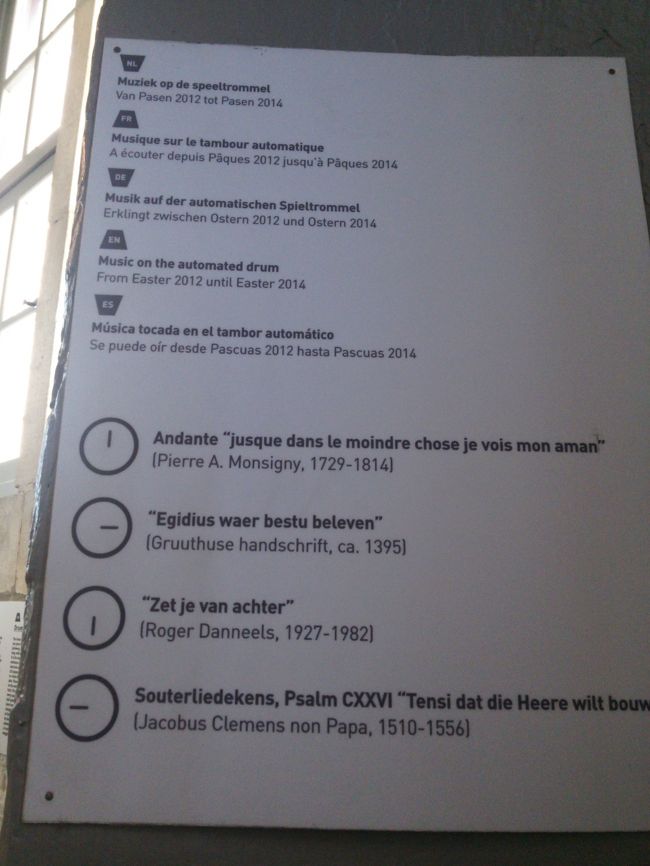 NL
Muziek op de speeltrommel
Van Pasen 2012 tot Pasen 2014
FR
Musique sur le tambour automatique
A écouter depuis Pâques 2012 jusqu'à Pâques 2014
DE
Musik auf der automatischen Spieltrommel
Erklingt zwischen Ostern 2012 und Ostern 2014
EN
Music on the automated drum
From Easter 2012 until Easter 2014
ES
Música tocada en el tambor automático
Se puede oír desde Pascuas 2012 hasta Pascuas 2014
Andante “jusque dans le moindre chose je vois mon aman”
(Pierre A. Monsigny, 1729-1814)
“Egidius waer bestu beleven”
(Gruuthuse handschrift, ca. 1395)
“Zet je van achter”
(Roger Danneels, 1927-1982)
Souterliedekens, Psalm CXXVI “Tensi dat die Heere wilt bouw
(Jacobus Clemens non Papa, 1510-1556)